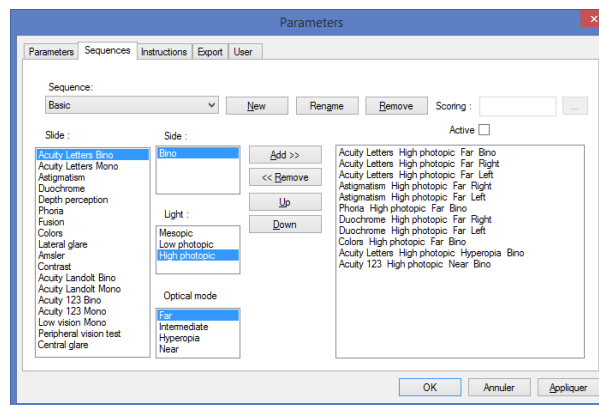 Parameters
x
Parameters Sequences Instructions Export User
Sequence:
Basic New Rename Remove Scoring : ...
Active
Slide :
Acuity Letters Bino
Acuity Letters Mono
Astigmatism
Duochrome
Depth perception
Phoria
Fusion
Colors
Lateral glare
Amsler
Contrast
Acuity Landolt Bino
Acuity Landolt Mono
Acuity 123 Bino
Acuity 123 Mono
Low vision Mono
Peripheral vision test
Central glare
Side :
Bino
Light :
Mesopic
Low photopic
High photopic
Optical mode
Far
Intermediate
Hyperopia
Near
Add >>
<< Remove
Up
Down
Acuity Letters High photopic Far Bino
Acuity Letters High photopic Far Right
Acuity Letters High photopic Far Left
Astigmatism High photopic Far Right
Astigmatism High photopic Far Left
Phoria High photopic Far Bino
Duochrome High photopic Far Right
Duochrome High photopic Far Left
Colors High photopic Far Bino
Acuity Letters High photopic Hyperopia Bino
Acuity 123 High photopic Near Bino
OK Annuler Appliquer